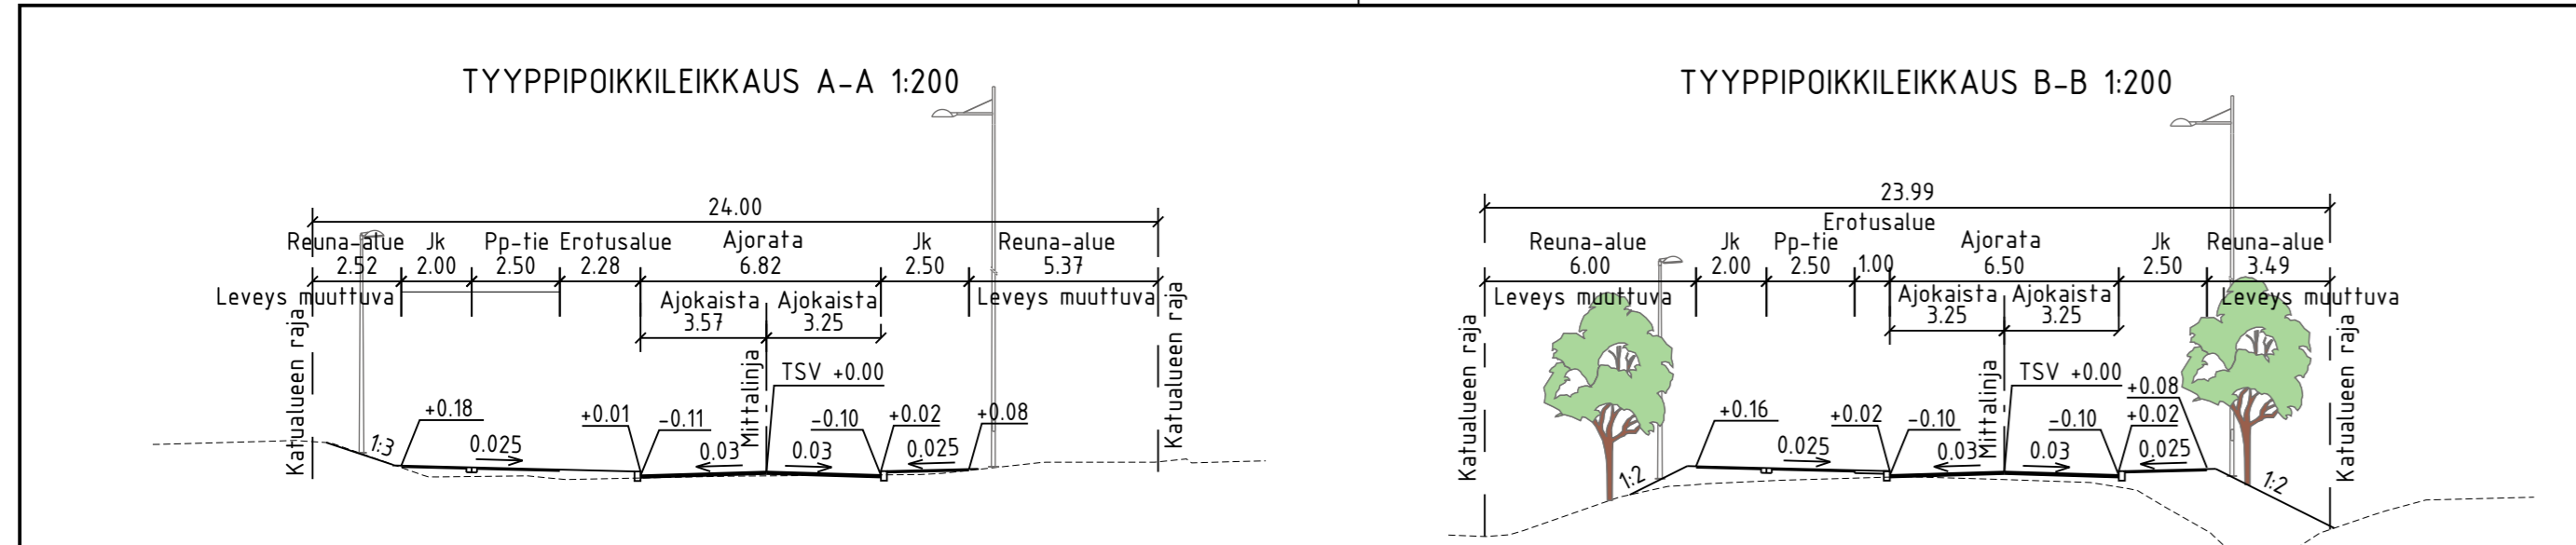 TYYPPIPOIKKILEIKKAUS A-A 1:200
24.00
Reuna-alue Jk Pp-tie Erotusalue Ajorata Jk Reuna-alue
2.52 2.00 2.50 2.28 6.82 2.50 5.37
Leveys muuttuva Ajokaista Ajokaista Leveys muuttuva
3.57 3.25
Katualueen raja
Mittalinja
Katualueen raja
TSV +0.00
+0.18 +0.01 -0.11 -0.10 +0.02 +0.08
1:3 0.025 0.03 0.03 0.025
TYYPPIPOIKKILEIKKAUS B-B 1:200
23.99
Erotusalue
Reuna-alue Jk Pp-tie Ajorata Jk Reuna-alue
6.00 2.00 2.50 1.00 6.50 2.50 3.49
Leveys muuttuva Ajokaista Ajokaista Leveys muuttuva
3.25 3.25
Katualueen raja
Mittalinja
Katualueen raja
TSV +0.00
+0.08
+0.16 +0.02 -0.10 -0.10 +0.02
1:2 0.025 0.03 0.03 0.025 1:2